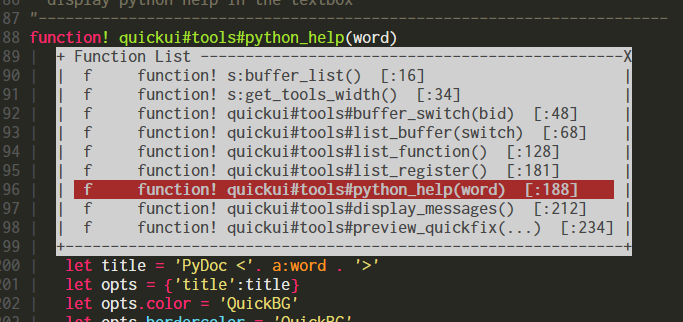 86 " display python help in the textbox
87 "----------------------------------------------------------------------
88 function! quickui#tools#python_help(word)
89 | + Function List -----------------------------------------------X
90 | | f function! s:buffer_list() [:16] |
91 | | f function! s:get_tools_width() [:34] |
92 | | f function! quickui#tools#buffer_switch(bid) [:48] |
93 | | f function! quickui#tools#list_buffer(switch) [:68] |
94 | | f function! quickui#tools#list_function() [:128] |
95 | | f function! quickui#tools#list_register() [:181] |
96 | | f function! quickui#tools#python_help(word) [:188] |
97 | | f function! quickui#tools#display_messages() [:212] |
98 | | f function! quickui#tools#preview_quickfix(...) [:234] |
99 | +--------------------------------------------------------------+
200 | let title = 'PyDoc <'. a:word . '>'
201 | let opts = {'title':title}
202 | let opts.color = 'QuickBG'
203 | let opts.bordercolor = 'QuickBG'